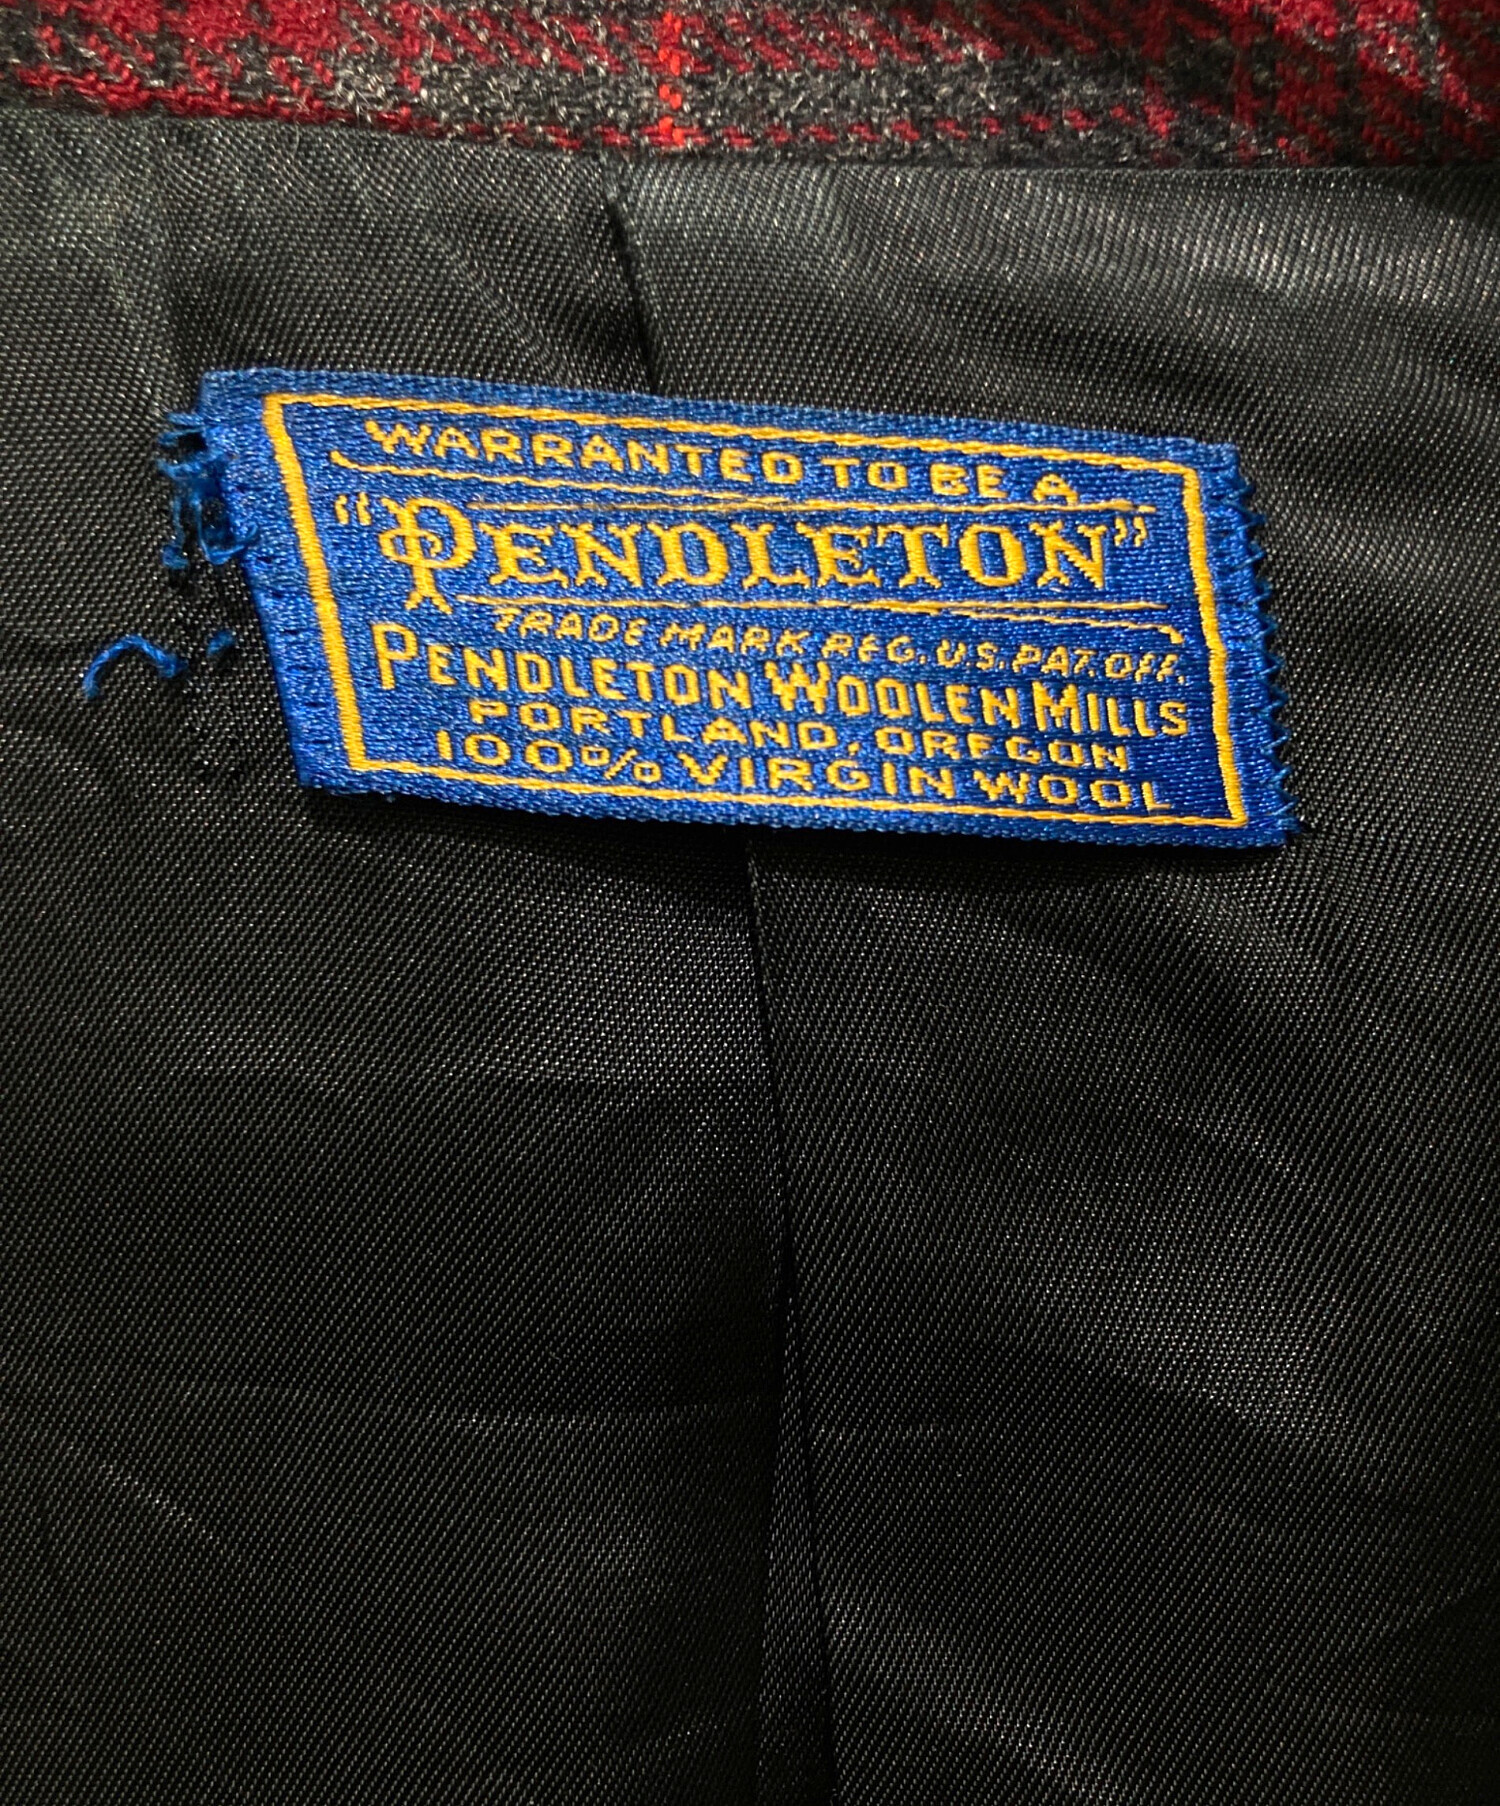 WARRANTED TO BE A
"PENDLETON"
TRADE MARK REG. U.S. PAT. OFF.
PENDLETON WOOLEN MILLS
PORTLAND, OREGON
100% VIRGIN WOOL